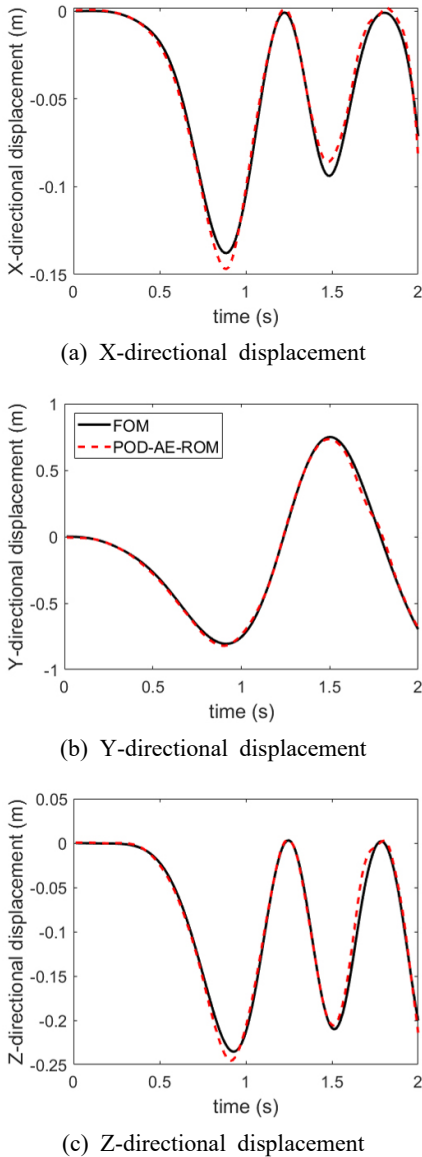 0
-0.05
-0.1
-0.15
X-directional displacement (m)
0 0.5 1 1.5 2
time (s)
(a) X-directional displacement
FOM
POD-AE-ROM
1
0.5
0
-0.5
-1
Y-directional displacement (m)
0 0.5 1 1.5 2
time (s)
(b) Y-directional displacement
0.05
0
-0.05
-0.1
-0.15
-0.2
-0.25
Z-directional displacement (m)
0 0.5 1 1.5 2
time (s)
(c) Z-directional displacement